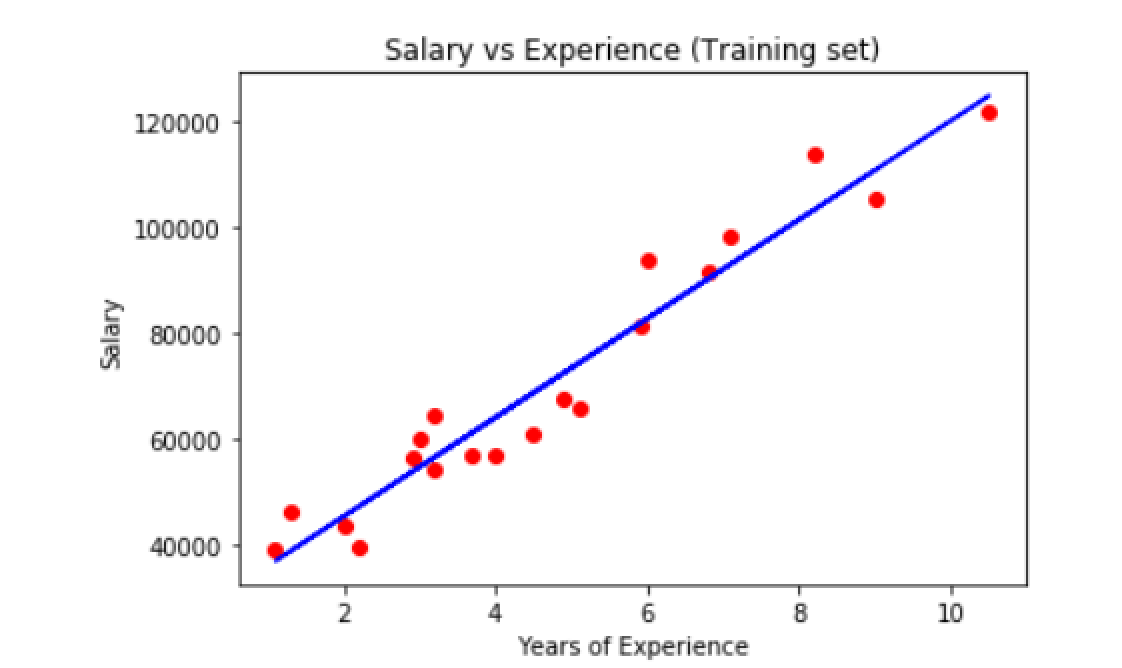 Salary vs Experience (Training set)
120000
100000
80000
60000
40000
Salary
2 4 6 8 10
Years of Experience